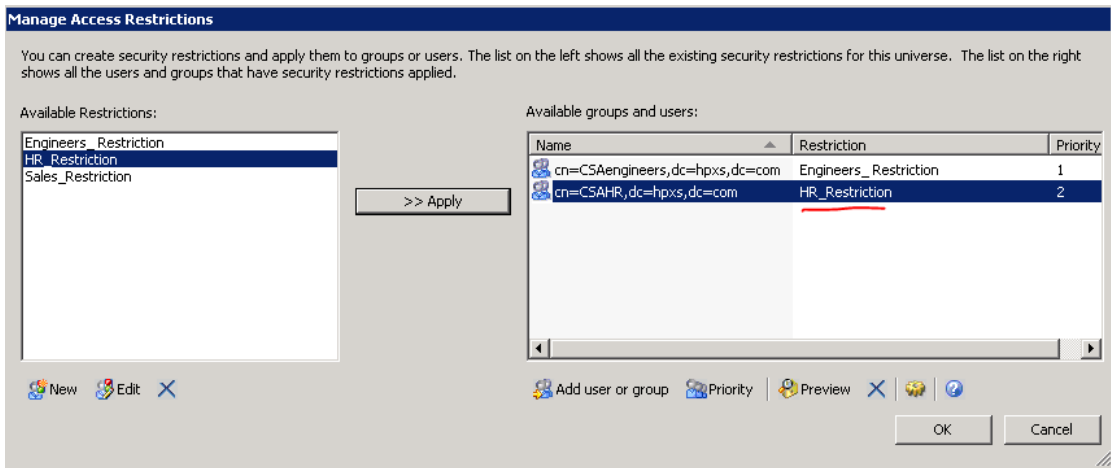 Manage Access Restrictions
You can create security restrictions and apply them to groups or users. The list on the left shows all the existing security restrictions for this universe. The list on the right
shows all the users and groups that have security restrictions applied.
Available Restrictions:
Engineers_ Restriction
HR_Restriction
Sales_Restriction
>> Apply
New Edit
Available groups and users:
Name Restriction Priority
cn=CSAengineers,dc=hpxs,dc=com Engineers_ Restriction 1
cn=CSAHR,dc=hpxs,dc=com HR_Restriction 2
Add user or group Priority Preview
OK Cancel